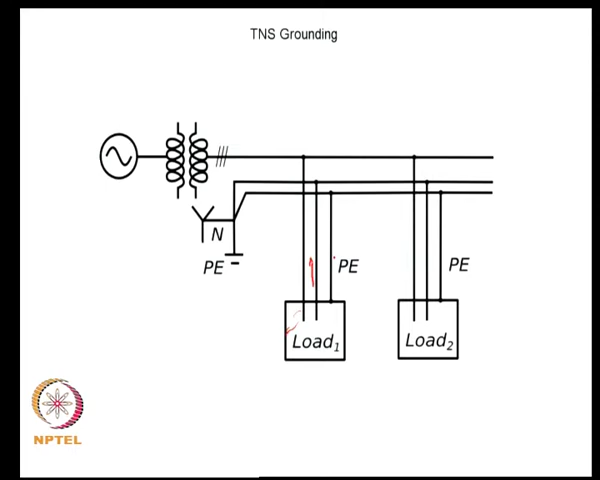 TNS Grounding
N
PE
PE
PE
Load₁
Load₂
NPTEL